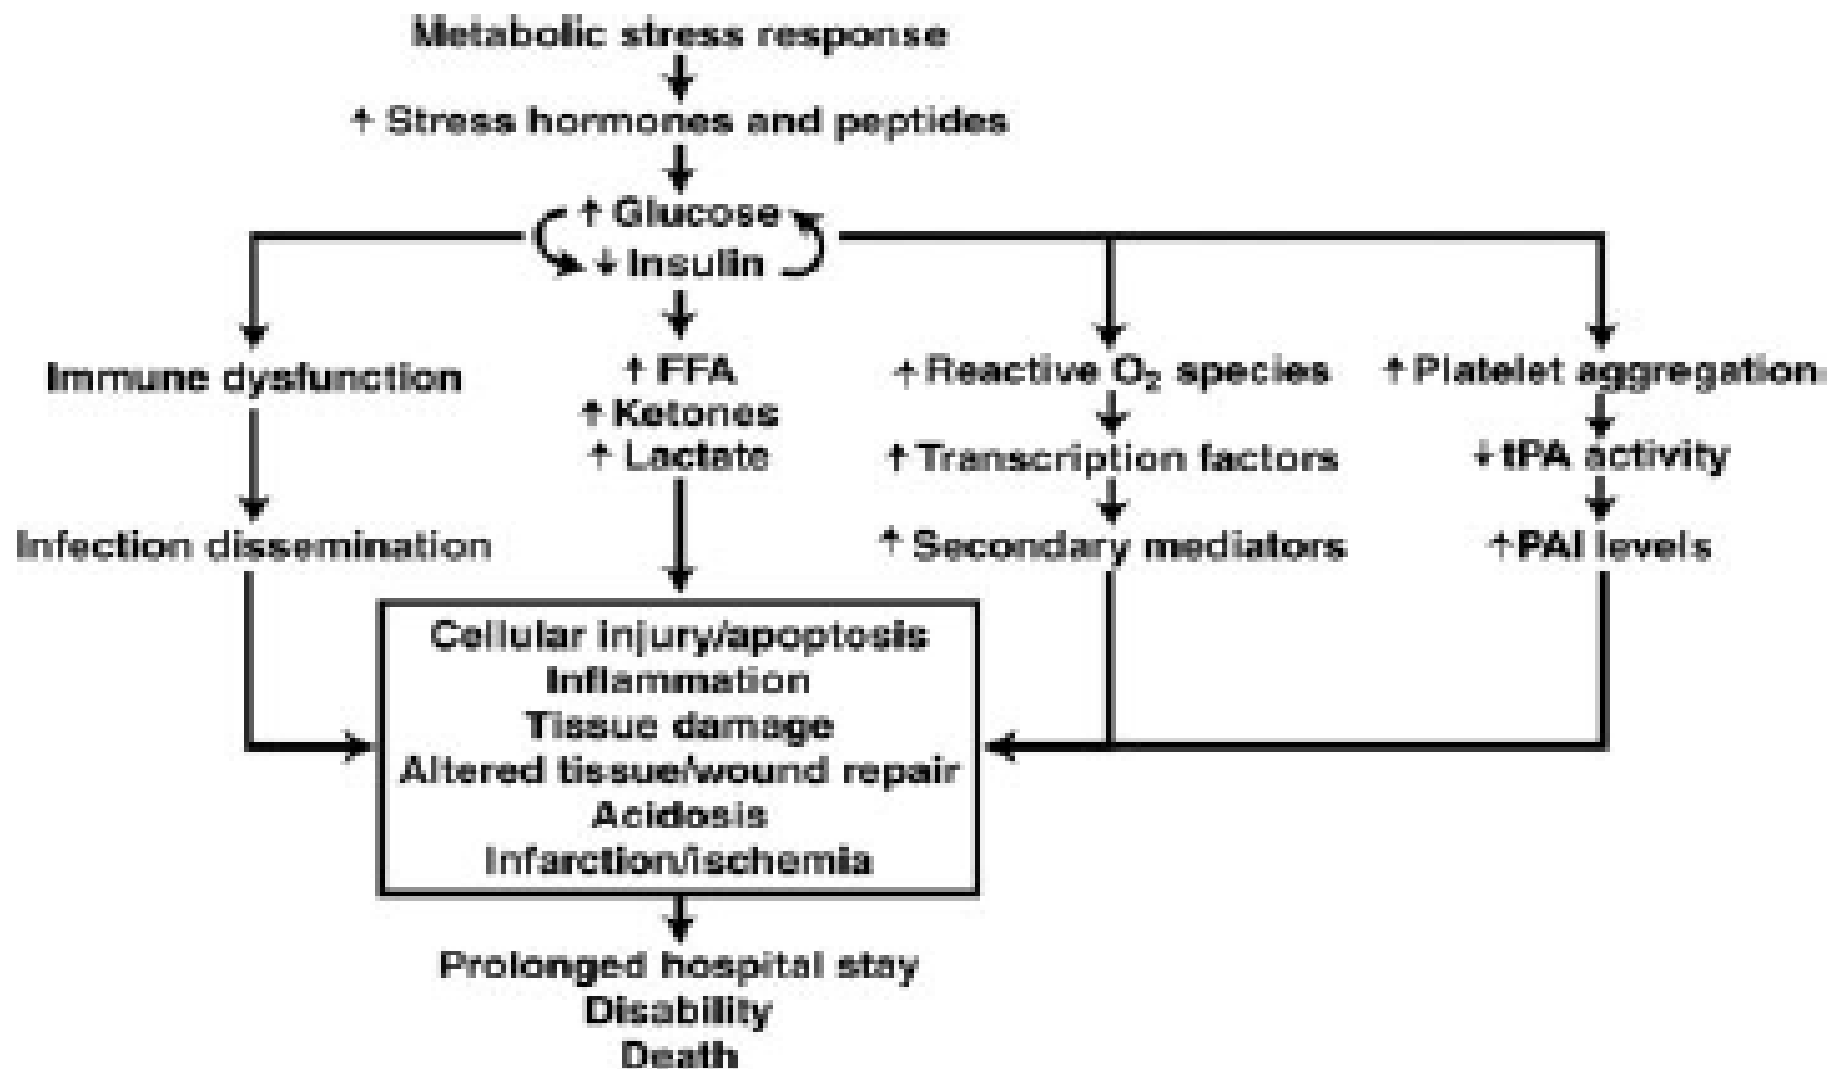 Metabolic stress response
↑ Stress hormones and peptides
↑ Glucose
↓ Insulin
Immune dysfunction
↑ FFA
↑ Ketones
↑ Lactate
↑ Reactive O₂ species
↑ Platelet aggregation
↑ Transcription factors
↓ tPA activity
Infection dissemination
↑ Secondary mediators
↑ PAI levels
Cellular injury/apoptosis
Inflammation
Tissue damage
Altered tissue/wound repair
Acidosis
Infarction/ischemia
Prolonged hospital stay
Disability
Death